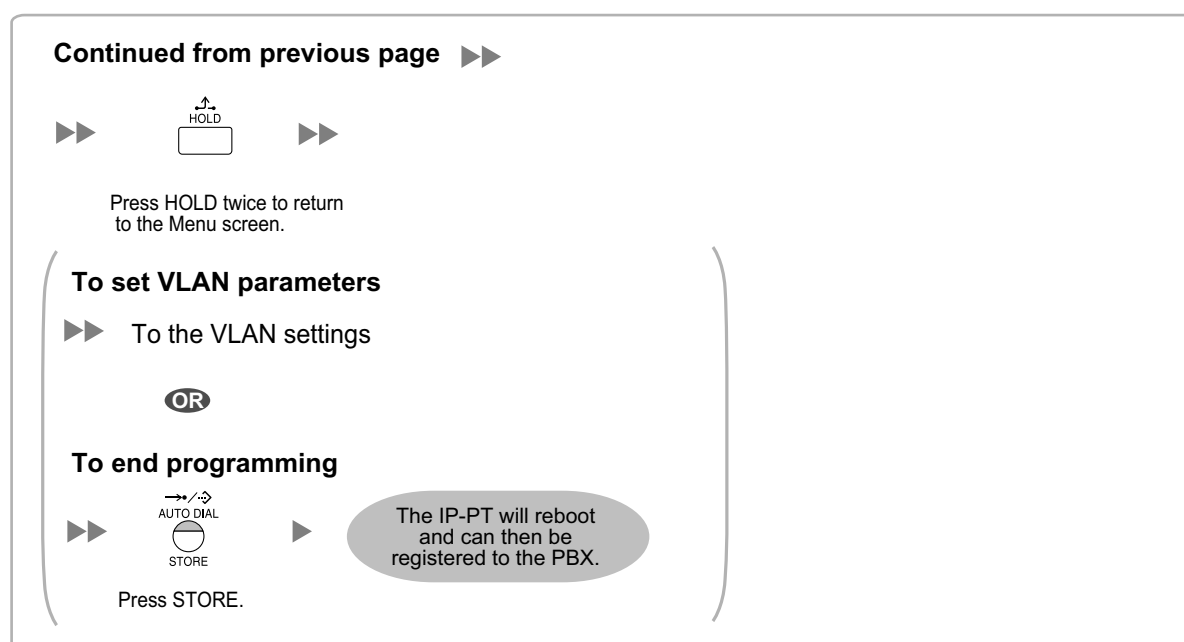 Continued from previous page
HOLD
Press HOLD twice to return
to the Menu screen.
To set VLAN parameters
To the VLAN settings
OR
To end programming
AUTO DIAL
STORE
Press STORE.
The IP-PT will reboot
and can then be
registered to the PBX.